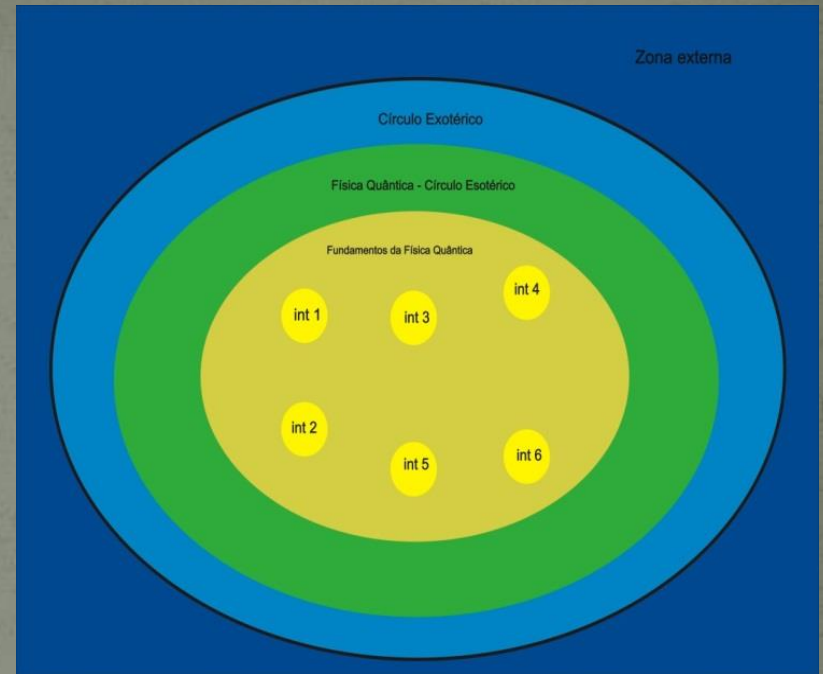 Zona externa
Círculo Exotérico
Física Quântica - Círculo Esotérico
Fundamentos da Física Quântica
int 1
int 3
int 4
int 2
int 5
int 6